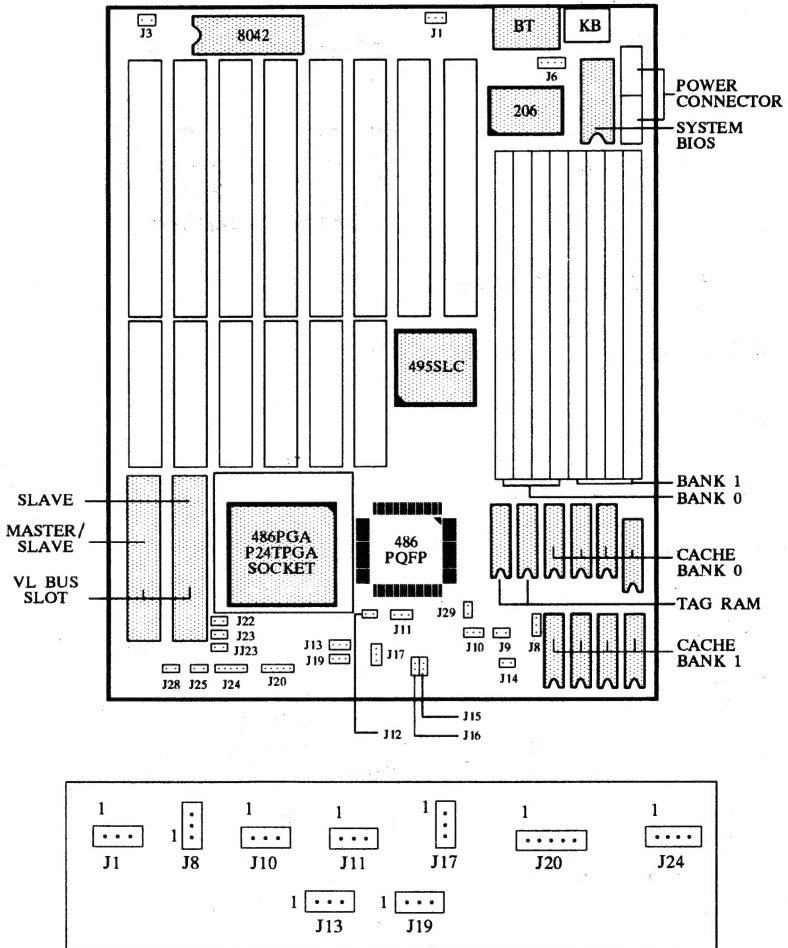 J3
8042
J1
BT
KB
J6
206
POWER
CONNECTOR
SYSTEM
BIOS
495SLC
BANK 1
BANK 0
SLAVE
MASTER/
SLAVE
VL BUS
SLOT
486PGA
P24TPGA
SOCKET
486
PQFP
CACHE
BANK 0
TAG RAM
J22
J23
JJ23
J13
J19
J11
J29
J17
J10
J9
J8
J14
CACHE
BANK 1
J28
J25
J24
J20
J15
J16
J12
1
J1
1
J8
1
J10
1
J11
1
J17
1
J20
1
J24
1
J13
1
J19